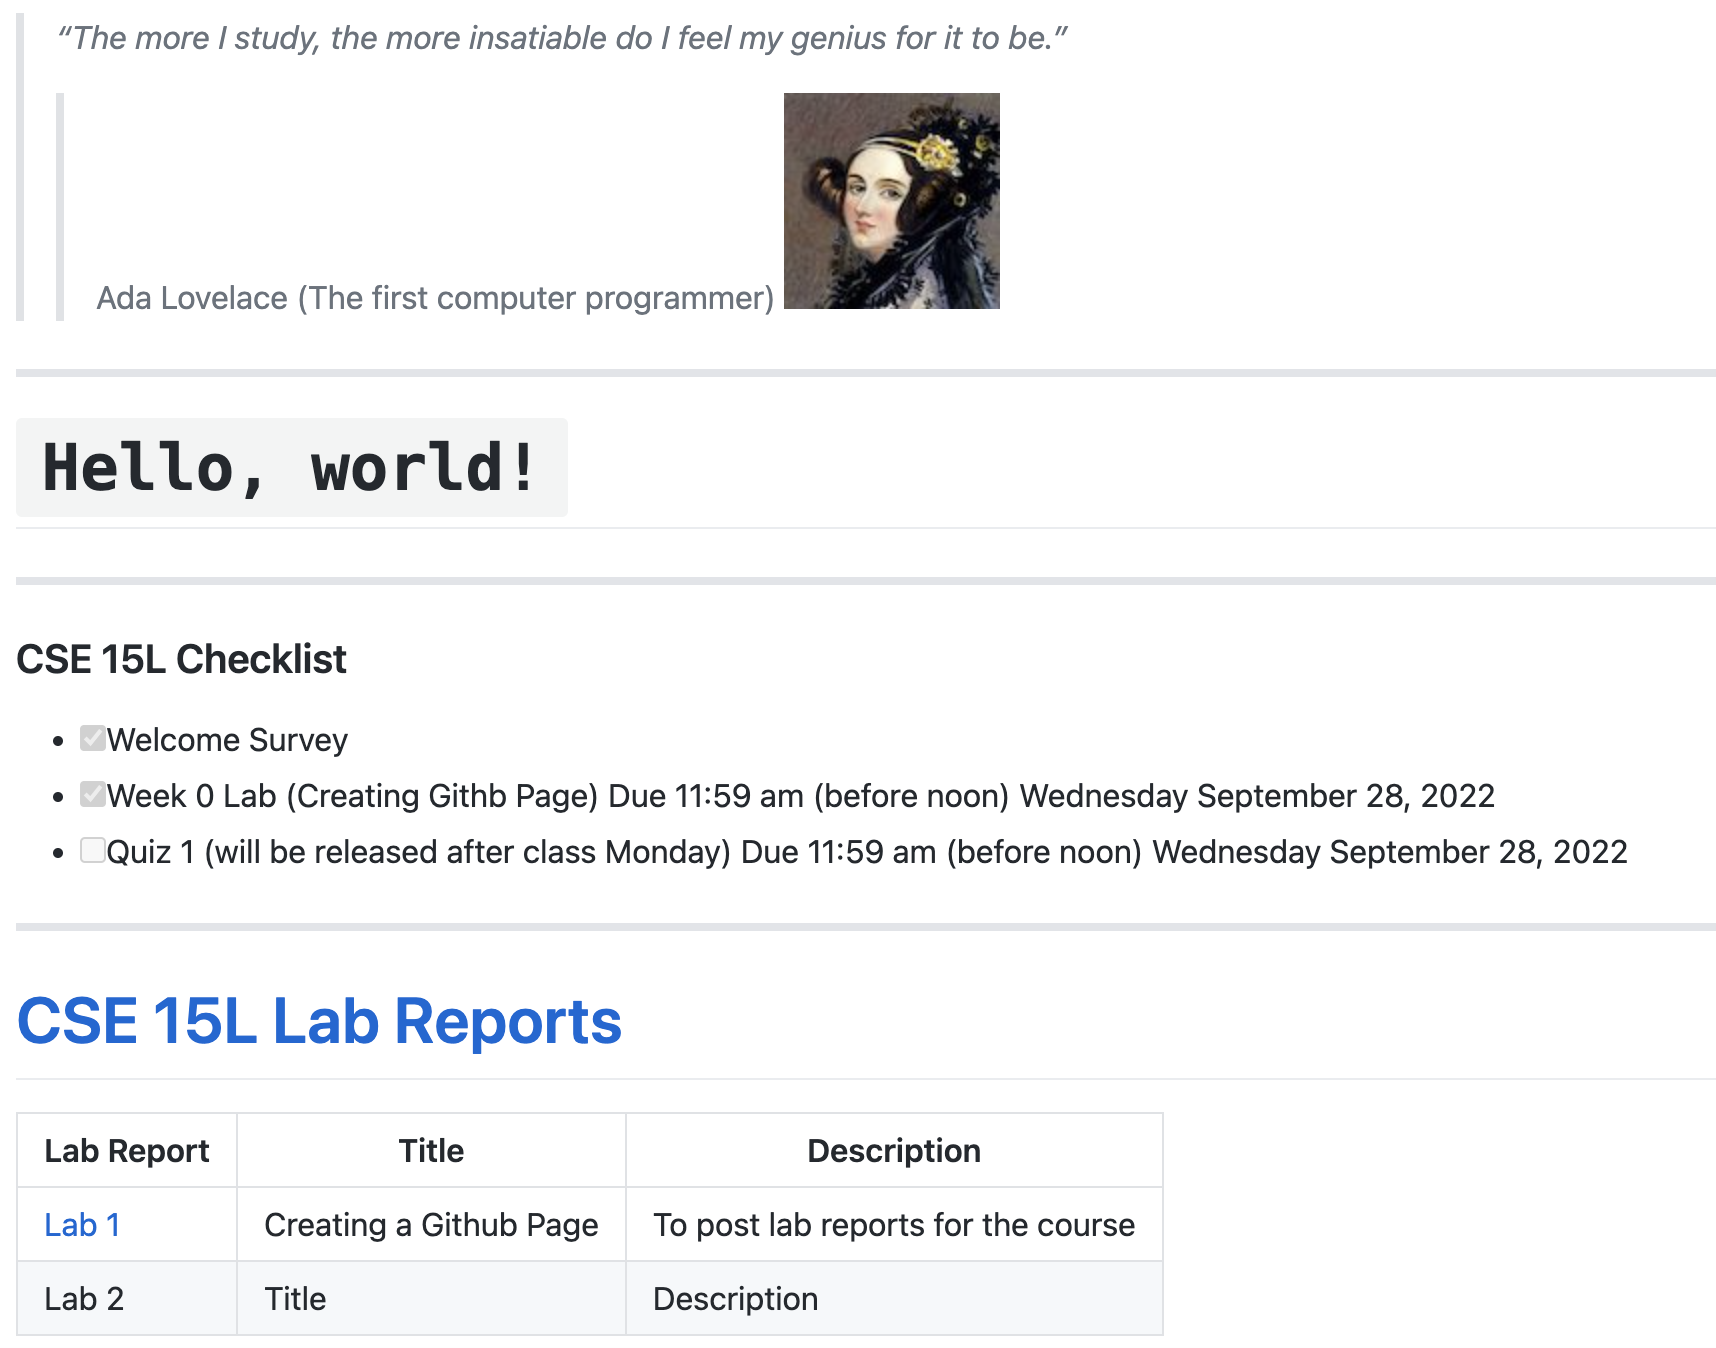 “The more I study, the more insatiable do I feel my genius for it to be.”
Ada Lovelace (The first computer programmer)
Hello, world!
CSE 15L Checklist
Welcome Survey
Week 0 Lab (Creating Githb Page) Due 11:59 am (before noon) Wednesday September 28, 2022
Quiz 1 (will be released after class Monday) Due 11:59 am (before noon) Wednesday September 28, 2022
CSE 15L Lab Reports
Lab Report Title Description
Lab 1 Creating a Github Page To post lab reports for the course
Lab 2 Title Description